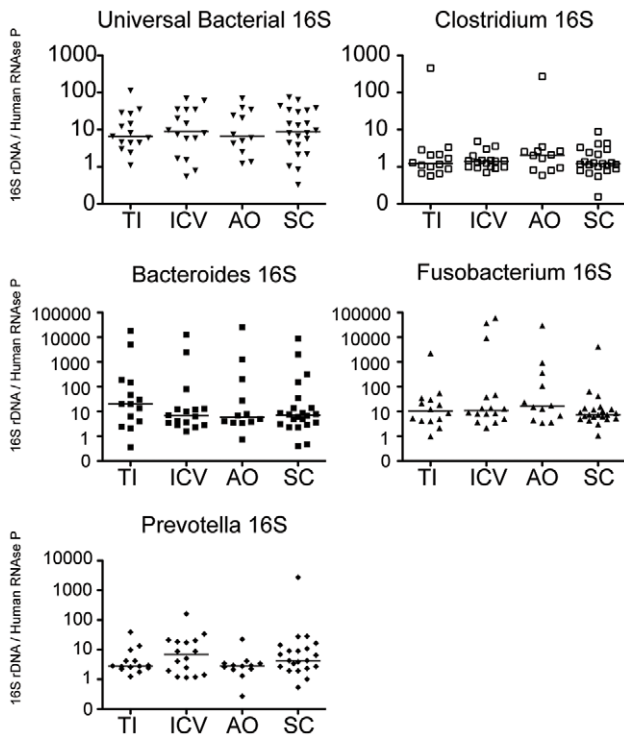 Universal Bacterial 16S
16S rDNA / Human RNAse P
1000
100
10
1
0
TI ICV AO SC
Clostridium 16S
1000
100
10
1
0
TI ICV AO SC
Bacteroides 16S
16S rDNA / Human RNAse P
100000
10000
1000
100
10
1
0
TI ICV AO SC
Fusobacterium 16S
100000
10000
1000
100
10
1
0
TI ICV AO SC
Prevotella 16S
16S rDNA / Human RNAse P
10000
1000
100
10
1
0
TI ICV AO SC